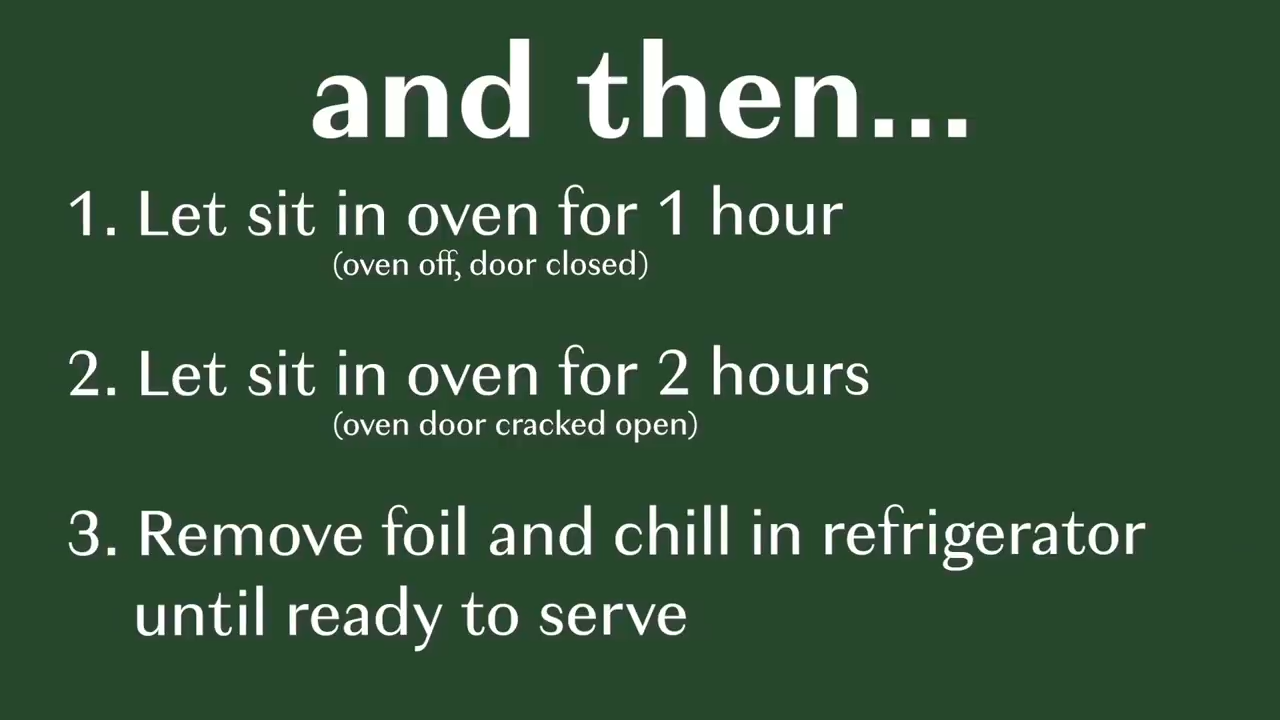 and then...
1. Let sit in oven for 1 hour
(oven off, door closed)
2. Let sit in oven for 2 hours
(oven door cracked open)
3. Remove foil and chill in refrigerator
until ready to serve